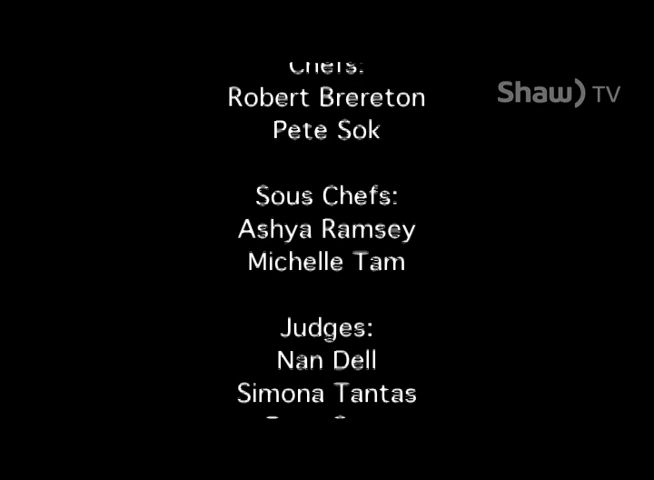 Chefs:
Robert Brereton
Pete Sok
Shaw) TV
Sous Chefs:
Ashya Ramsey
Michelle Tam
Judges:
Nan Dell
Simona Tantas